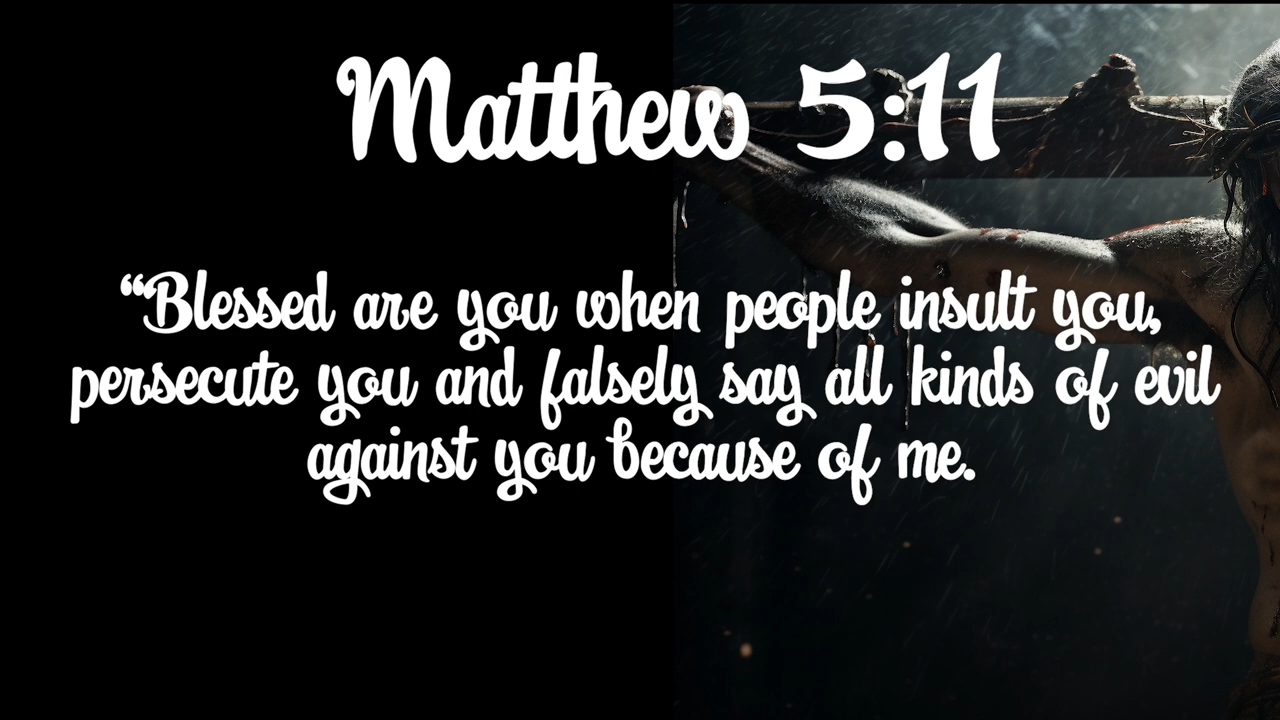 Matthew 5:11
“Blessed are you when people insult you,
persecute you and falsely say all kinds of evil
against you because of me.